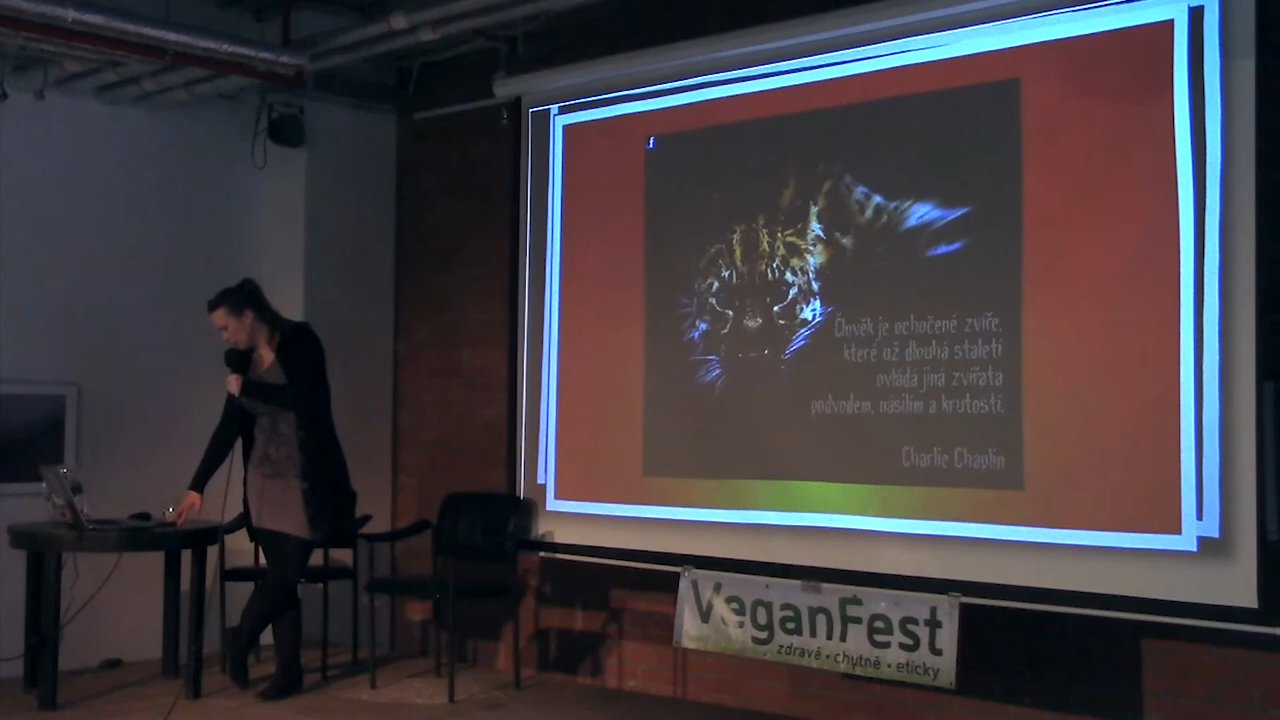 f
Člověk je ochočené zvíře,
které už dlouhá staletí
ovládá jiná zvířata
podvodem, násilím a krutostí.
Charlie Chaplin
VeganFest
zdravě • chutně • eticky